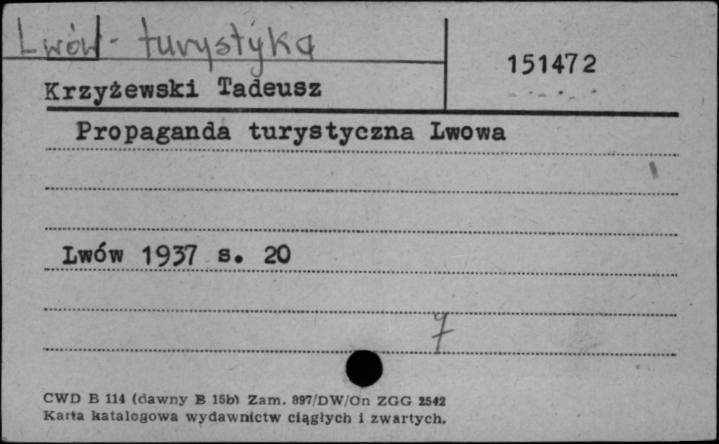 Lwów - turystyka
151472
Krzyżewski Tadeusz
Propaganda turystyczna Lwowa
Lwów 1937 s. 20
7
CWD B 114 (dawny B 15b) Zam. 897/DW/On ZGG 2542
Karta katalogowa wydawnictw ciągłych i zwartych.